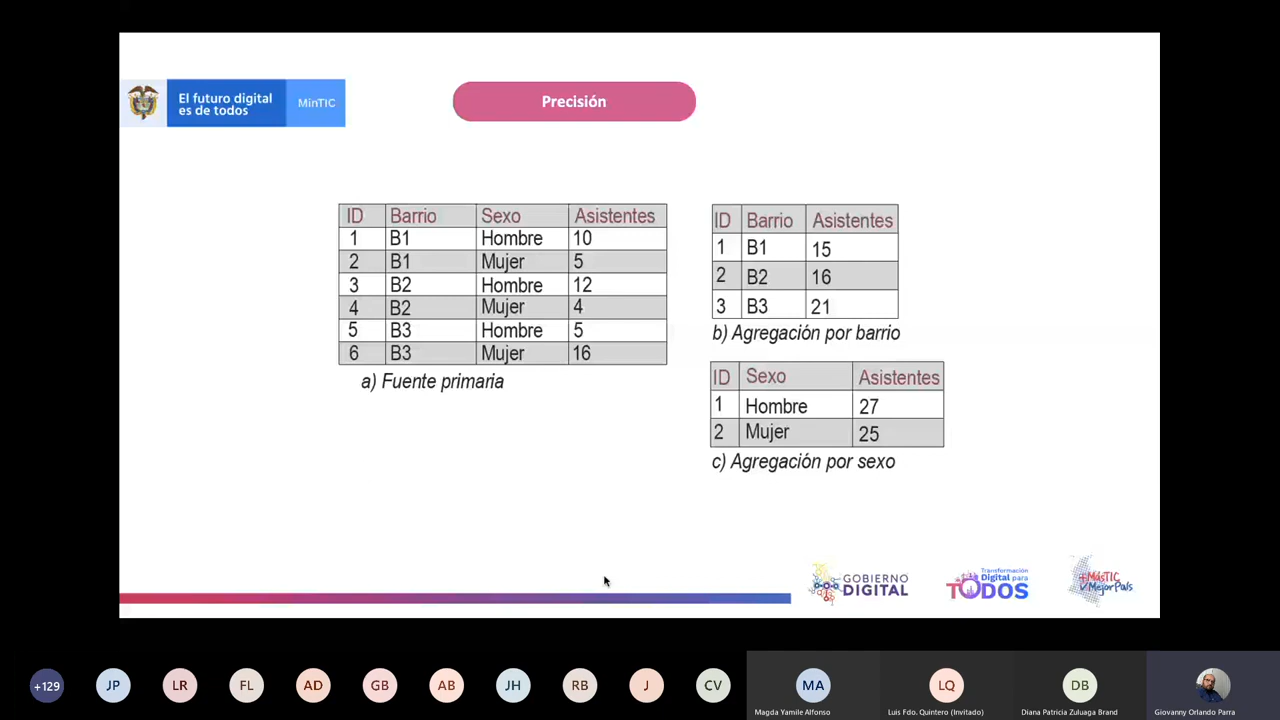 El futuro digital
es de todos
MinTIC
Precisión
ID Barrio Sexo Asistentes
1 B1 Hombre 10
2 B1 Mujer 5
3 B2 Hombre 12
4 B2 Mujer 4
5 B3 Hombre 5
6 B3 Mujer 16
a) Fuente primaria
ID Barrio Asistentes
1 B1 15
2 B2 16
3 B3 21
b) Agregación por barrio
ID Sexo Asistentes
1 Hombre 27
2 Mujer 25
c) Agregación por sexo
GOBIERNO
DIGITAL
Transformación
Digital para
TODOS
+MásTIC
✓MejorPaís
+129
JP
LR
FL
AD
GB
AB
JH
RB
J
CV
MA
LQ
DB
Magda Yamile Alfonso
Luis Fdo. Quintero (Invitado)
Diana Patricia Zuluaga Brand
Giovanny Orlando Parra